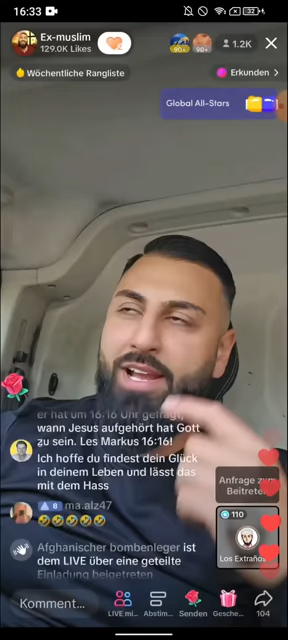 16:33
Ex-muslim
129.0K Likes
90+
90+
1.2K
Wöchentliche Rangliste
Erkunden >
Global All-Stars
er hat um 16:16 Uhr gefragt,
wann Jesus aufgehört hat Gott
zu sein. Les Markus 16:16!
Ich hoffe du findest dein Glück
in deinem Leben und lässt das
mit dem Hass
8 ma.alz47
🤣🤣🤣🤣🤣
Afghanischer bombenleger ist
dem LIVE über eine geteilte
Einladung beigetreten
Anfrage zum
Beitreten
110
Los Extraños
Kommentar...
LIVE mi...
Abstim...
Senden
Gesche...
104